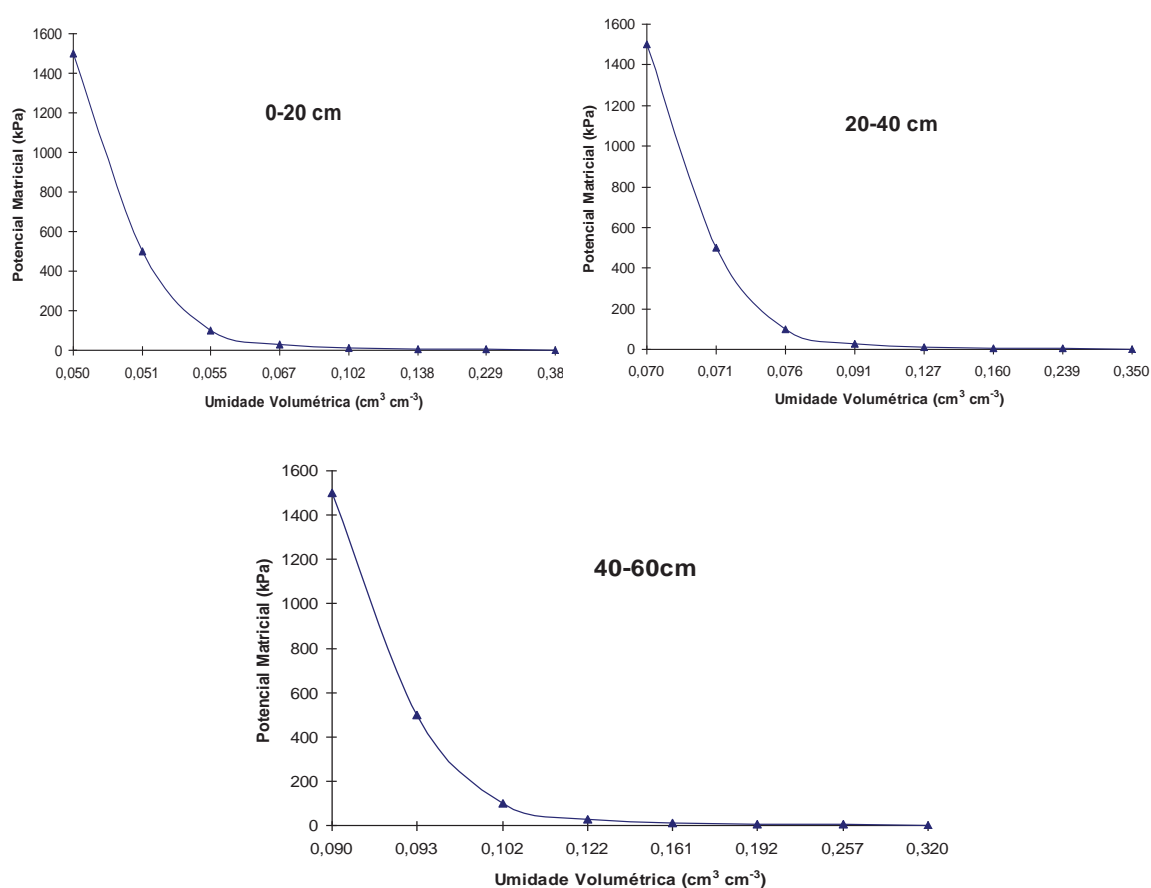 1600
1400
1200
1000
800
600
400
200
0
Potencial Matricial (kPa)
0-20 cm
0,050 0,051 0,055 0,067 0,102 0,138 0,229 0,38
Umidade Volumétrica (cm³ cm⁻³)
1600
1400
1200
1000
800
600
400
200
0
Potencial Matricial (kPa)
20-40 cm
0,070 0,071 0,076 0,091 0,127 0,160 0,239 0,350
Umidade Volumétrica (cm³ cm⁻³)
1600
1400
1200
1000
800
600
400
200
0
Potencial Matricial (kPa)
40-60cm
0,090 0,093 0,102 0,122 0,161 0,192 0,257 0,320
Umidade Volumétrica (cm³ cm⁻³)